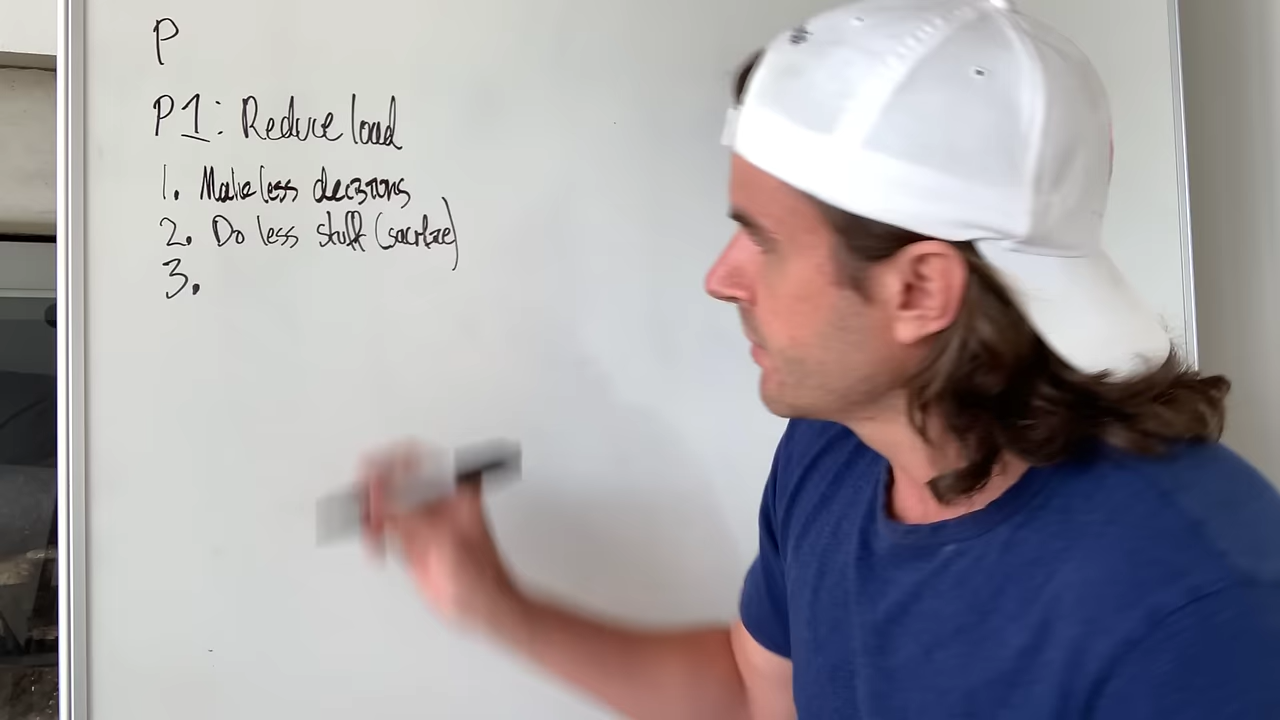 P
P1: Reduce load
1. Make less decisions
2. Do less stuff (sacrifice)
3.